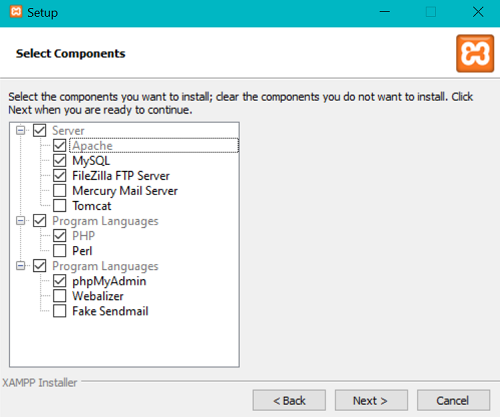 Setup
Select Components
Select the components you want to install; clear the components you do not want to install. Click
Next when you are ready to continue.
Server
Apache
MySQL
FileZilla FTP Server
Mercury Mail Server
Tomcat
Program Languages
PHP
Perl
Program Languages
phpMyAdmin
Webalizer
Fake Sendmail
XAMPP Installer
< Back
Next >
Cancel